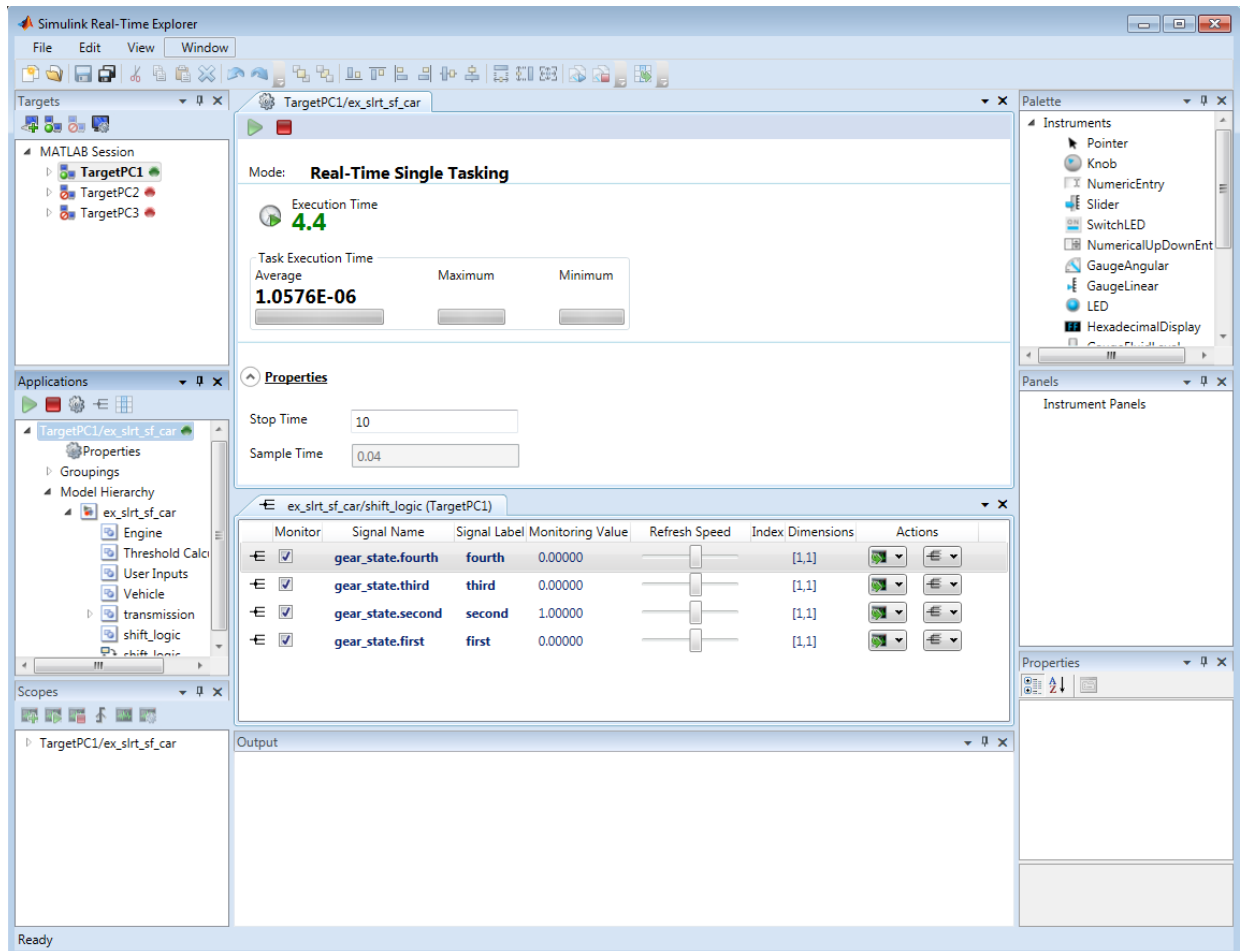 Simulink Real-Time Explorer
File Edit View Window
Targets
MATLAB Session
TargetPC1
TargetPC2
TargetPC3
Applications
TargetPC1/ex_slrt_sf_car
Properties
Groupings
Model Hierarchy
ex_slrt_sf_car
Engine
Threshold Calcu
User Inputs
Vehicle
transmission
shift_logic
shift_logic
Scopes
TargetPC1/ex_slrt_sf_car
TargetPC1/ex_slrt_sf_car
Mode: Real-Time Single Tasking
Execution Time
4.4
Task Execution Time
Average Maximum Minimum
1.0576E-06
Properties
Stop Time 10
Sample Time 0.04
ex_slrt_sf_car/shift_logic (TargetPC1)
Monitor Signal Name Signal Label Monitoring Value Refresh Speed Index Dimensions Actions
gear_state.fourth fourth 0.00000 [1,1]
gear_state.third third 0.00000 [1,1]
gear_state.second second 1.00000 [1,1]
gear_state.first first 0.00000 [1,1]
Output
Palette
Instruments
Pointer
Knob
NumericEntry
Slider
SwitchLED
NumericalUpDownEnt
GaugeAngular
GaugeLinear
LED
HexadecimalDisplay
Panels
Instrument Panels
Properties
Ready